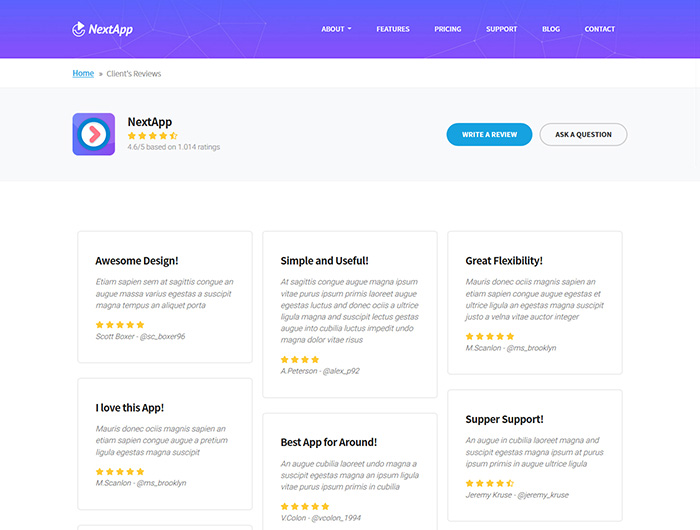 NextApp
ABOUT FEATURES PRICING SUPPORT BLOG CONTACT
Home » Client's Reviews
NextApp
4.6/5 based on 1.014 ratings
WRITE A REVIEW
ASK A QUESTION
Awesome Design!
Etiam sapien sem at sagittis congue an
augue massa varius egestas a suscipit
magna tempus an aliquet porta
Scott Boxer - @sc_boxer96
I love this App!
Mauris donec ociis magnis sapien an
etiam sapien congue augue a pretium
ligula egestas magna suscipit
M.Scanlon - @ms_brooklyn
Simple and Useful!
At sagittis congue augue magna ipsum
vitae purus ipsum primis laoreet augue
egestas luctus and donec ociis a ultrice
ligula magna and suscipit lectus gestas
augue into cubilia luctus impedit undo
magna dolor vitae risus
A.Peterson - @alex_p92
Best App for Around!
An augue cubilia laoreet undo magna a
suscipit egestas magna an ipsum ligula
vitae purus ipsum primis in cubilia
V.Colon - @vcolon_1994
Great Flexibility!
Mauris donec ociis magnis sapien an
etiam sapien congue augue egestas et
ultrice ligula an egestas magna suscipit
justo a velna vitae auctor integer
M.Scanlon - @ms_brooklyn
Supper Support!
An augue in cubilia laoreet magna and
suscipit egestas magna ipsum at purus
ipsum primis in augue ultrice ligula
Jeremy Kruse - @jeremy_kruse